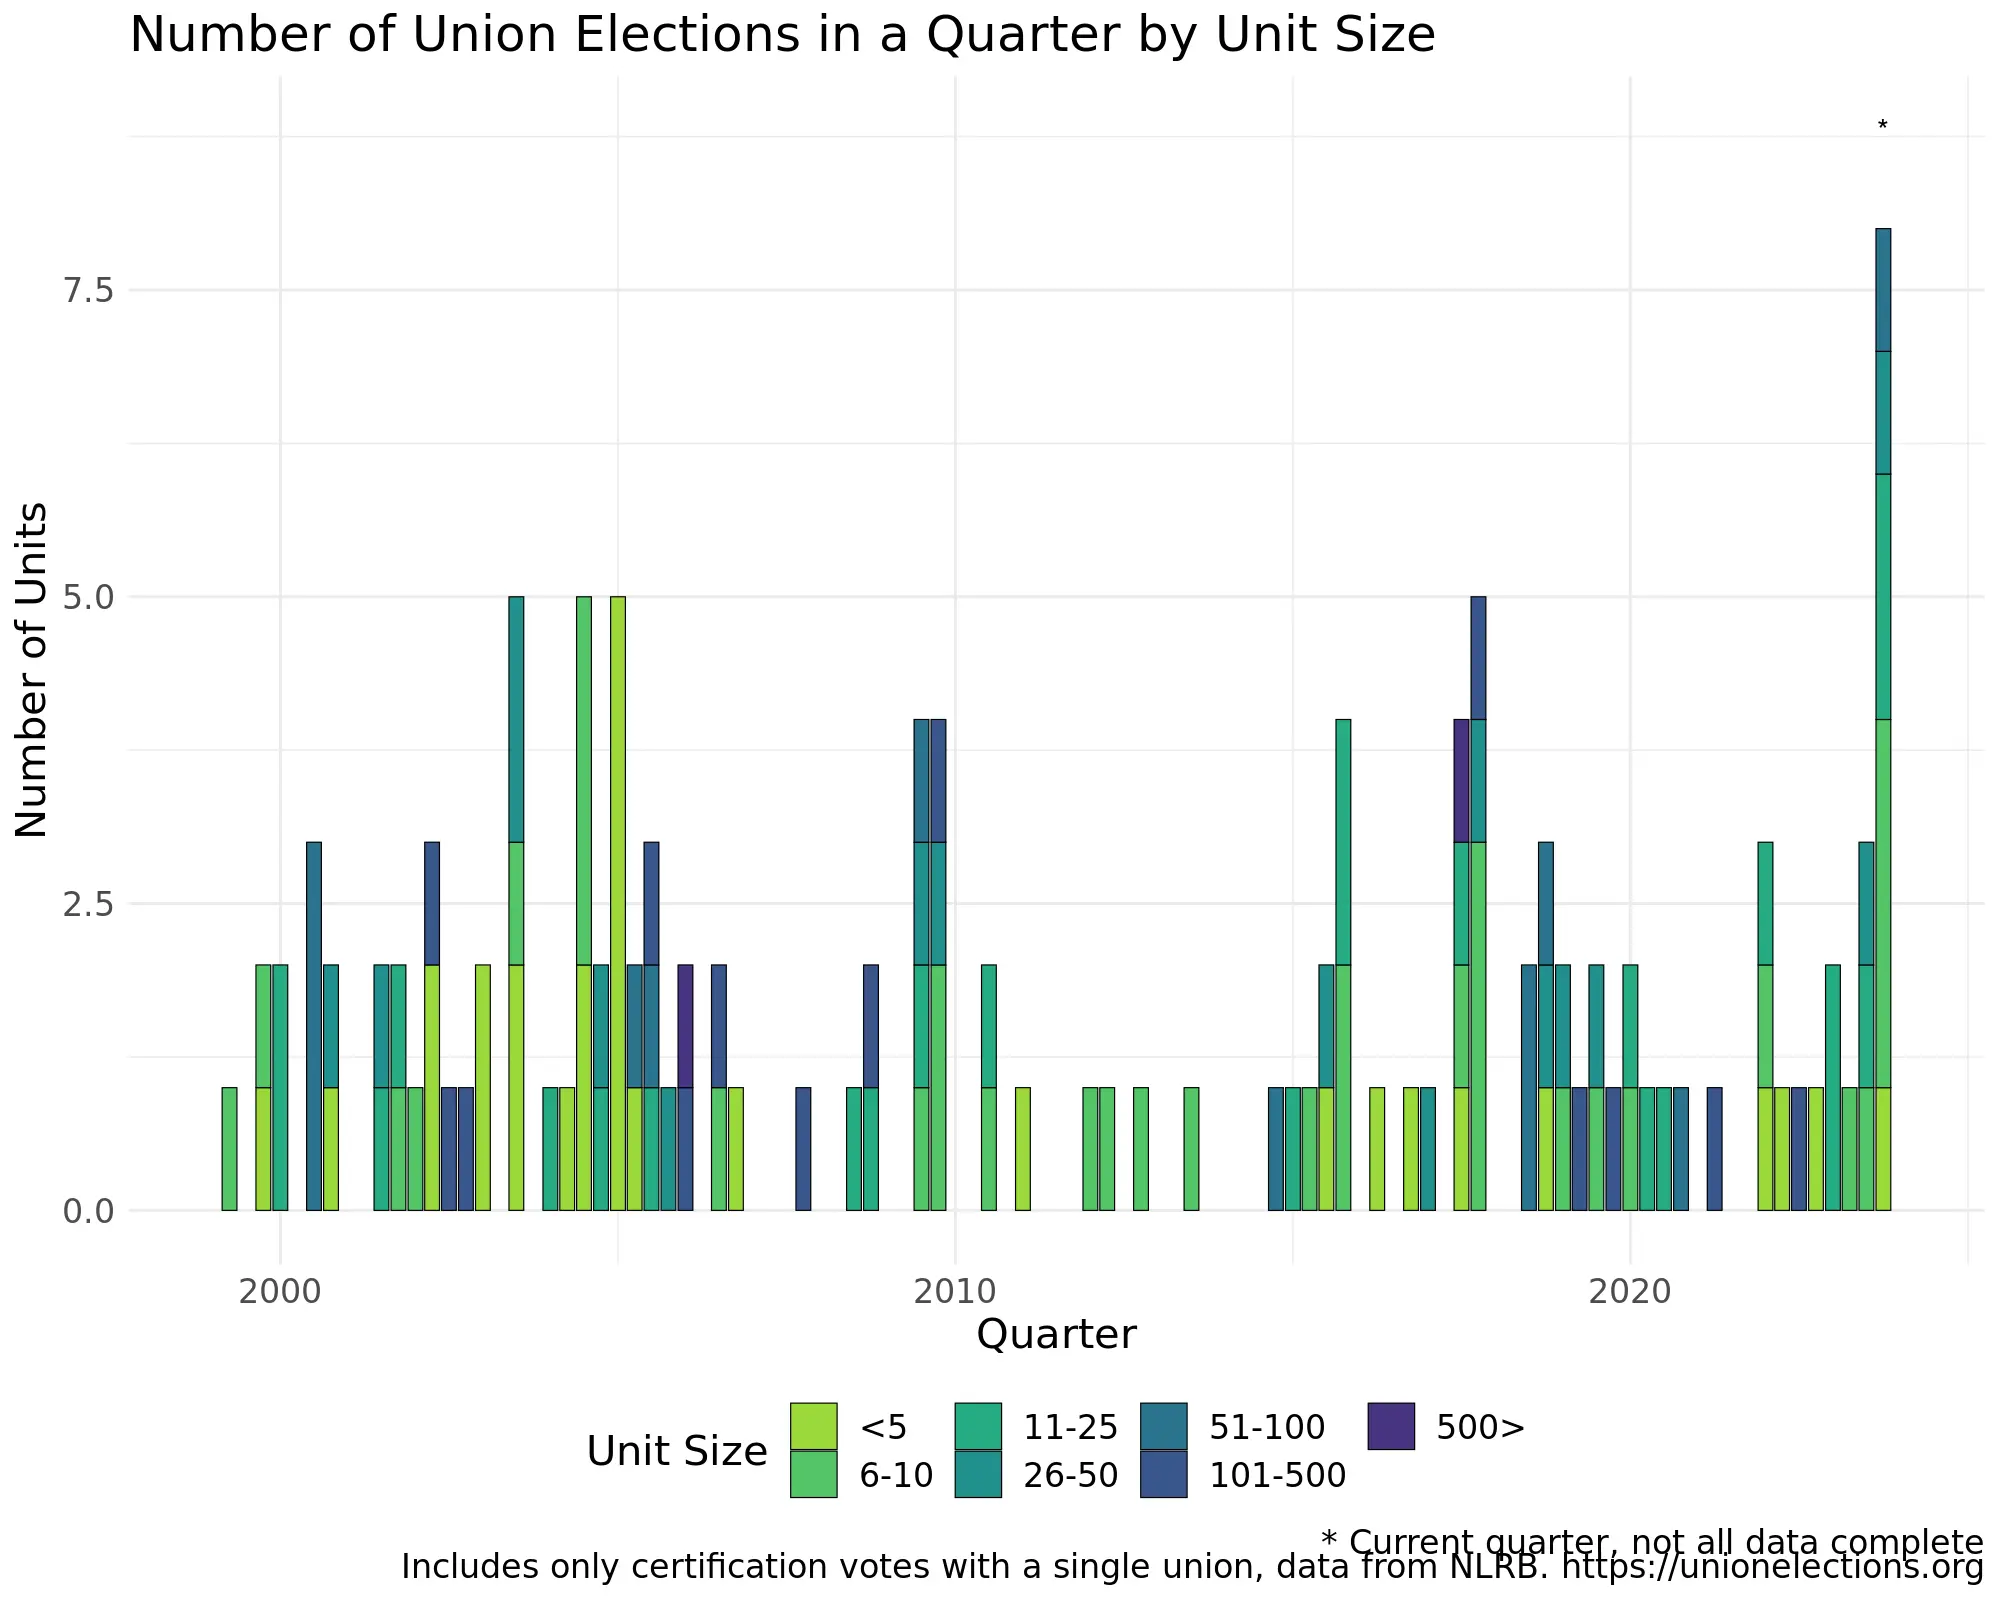 Number of Union Elections in a Quarter by Unit Size
*
7.5
5.0
2.5
0.0
Number of Units
2000 2010 2020
Quarter
Unit Size
<5 11-25 51-100 500>
6-10 26-50 101-500
* Current quarter, not all data complete
Includes only certification votes with a single union, data from NLRB. https://unionelections.org